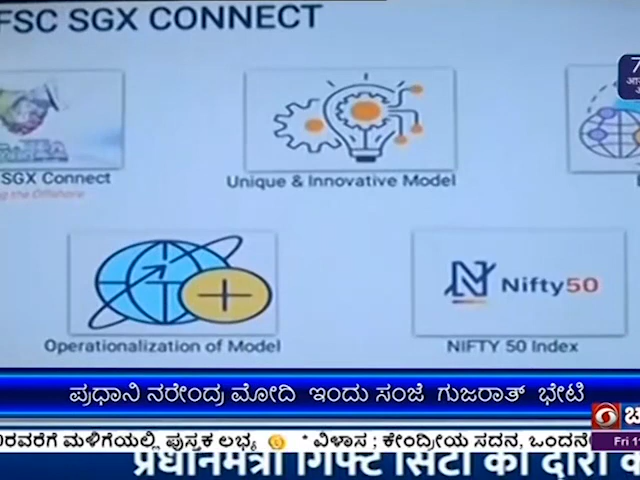 FSC SGX CONNECT
SGX Connect
Unique & Innovative Model
Operationalization of Model
Nifty50
NIFTY 50 Index
ಪ್ರಧಾನಿ ನರೇಂದ್ರ ಮೋದಿ ಇಂದು ಸಂಜೆ ಗುಜರಾತ್ ಭೇಟಿ
ಮಳಿಗೆಯಲ್ಲಿ ಪುಸ್ತಕ ಲಭ್ಯ * ವಿಳಾಸ ; ಕೇಂದ್ರೀಯ ಸದನ,
Fri
प्रधानमंत्री गिफ्ट सिटी का दौरा